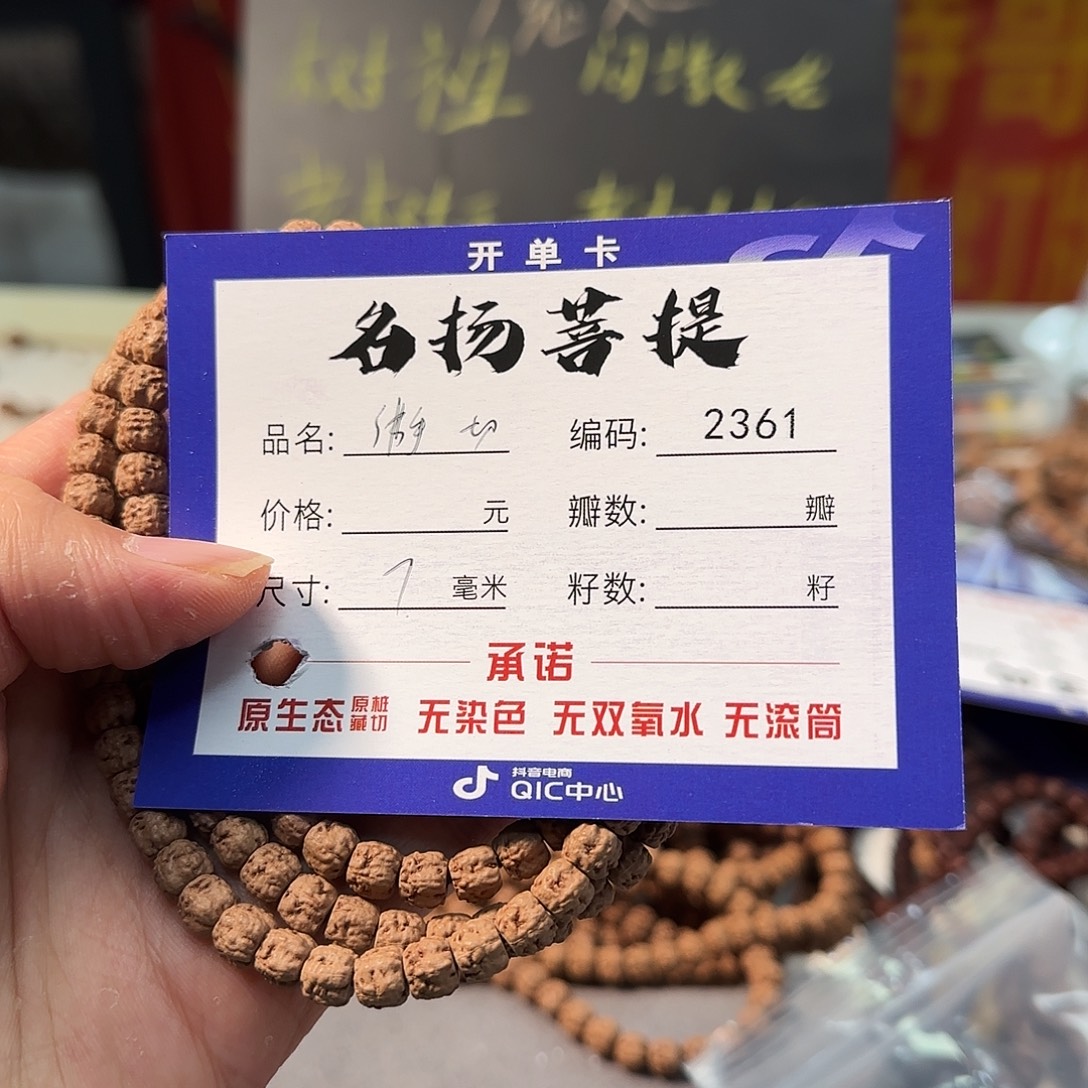 树祖
开单卡
名扬菩提
品名: 切 编码: 2361
价格: 元 瓣数: 瓣
尺寸: 7 毫米 籽数: 籽
承诺
原生态 原桩藏切 无染色 无双氧水 无滚筒
抖音电商
QIC中心